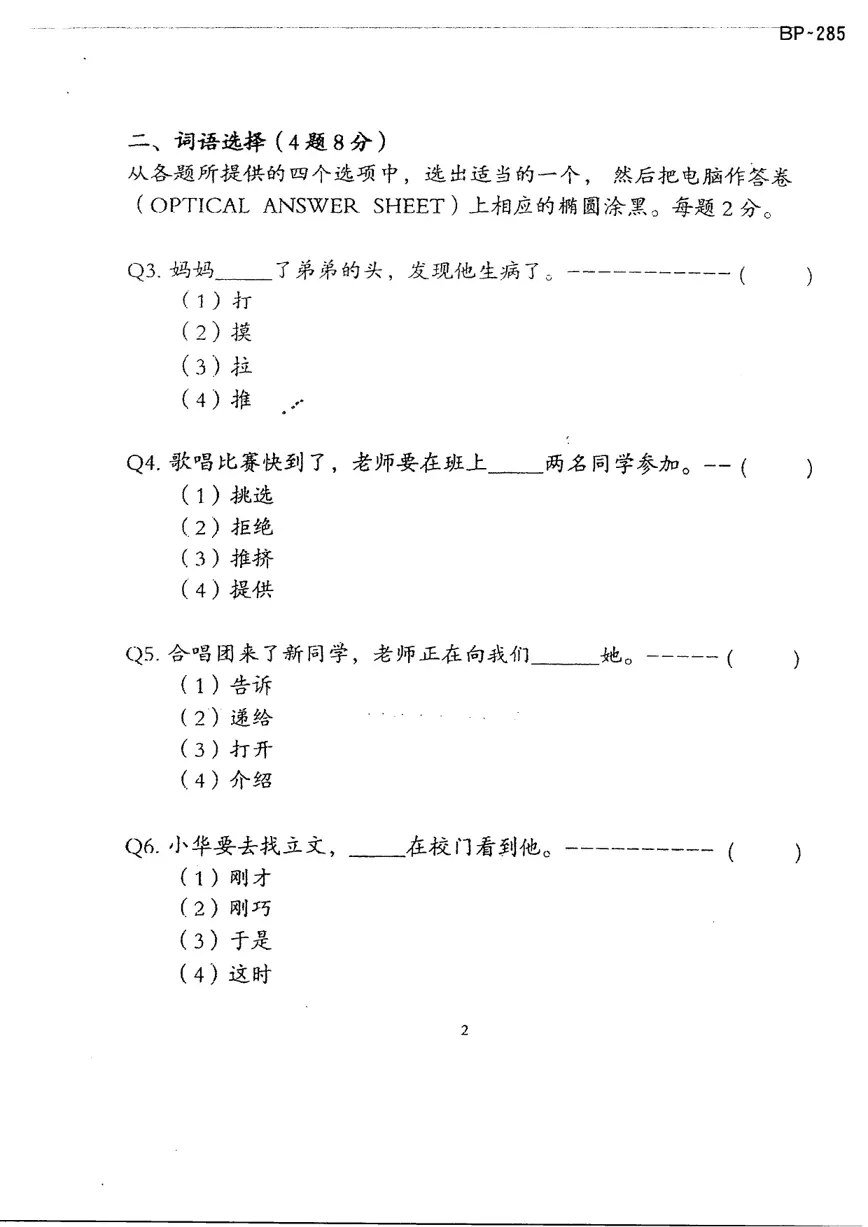 BP-285
二、词语选择（4题8分）
从各题所提供的四个选项中，选出适当的一个， 然后把电脑作答卷
（OPTICAL ANSWER SHEET）上相应的椭圆涂黑。每题2分。
Q3. 妈妈_____了弟弟的头，发现他生病了。-----------（ ）
（1）打
（2）摸
（3）拉
（4）推
Q4. 歌唱比赛快到了，老师要在班上_____两名同学参加。--（ ）
（1）挑选
（2）拒绝
（3）推挤
（4）提供
Q5. 合唱团来了新同学，老师正在向我们______她。-----（ ）
（1）告诉
（2）递给
（3）打开
（4）介绍
Q6. 小华要去找立文，_____在校门看到他。----------（ ）
（1）刚才
（2）刚巧
（3）于是
（4）这时
2